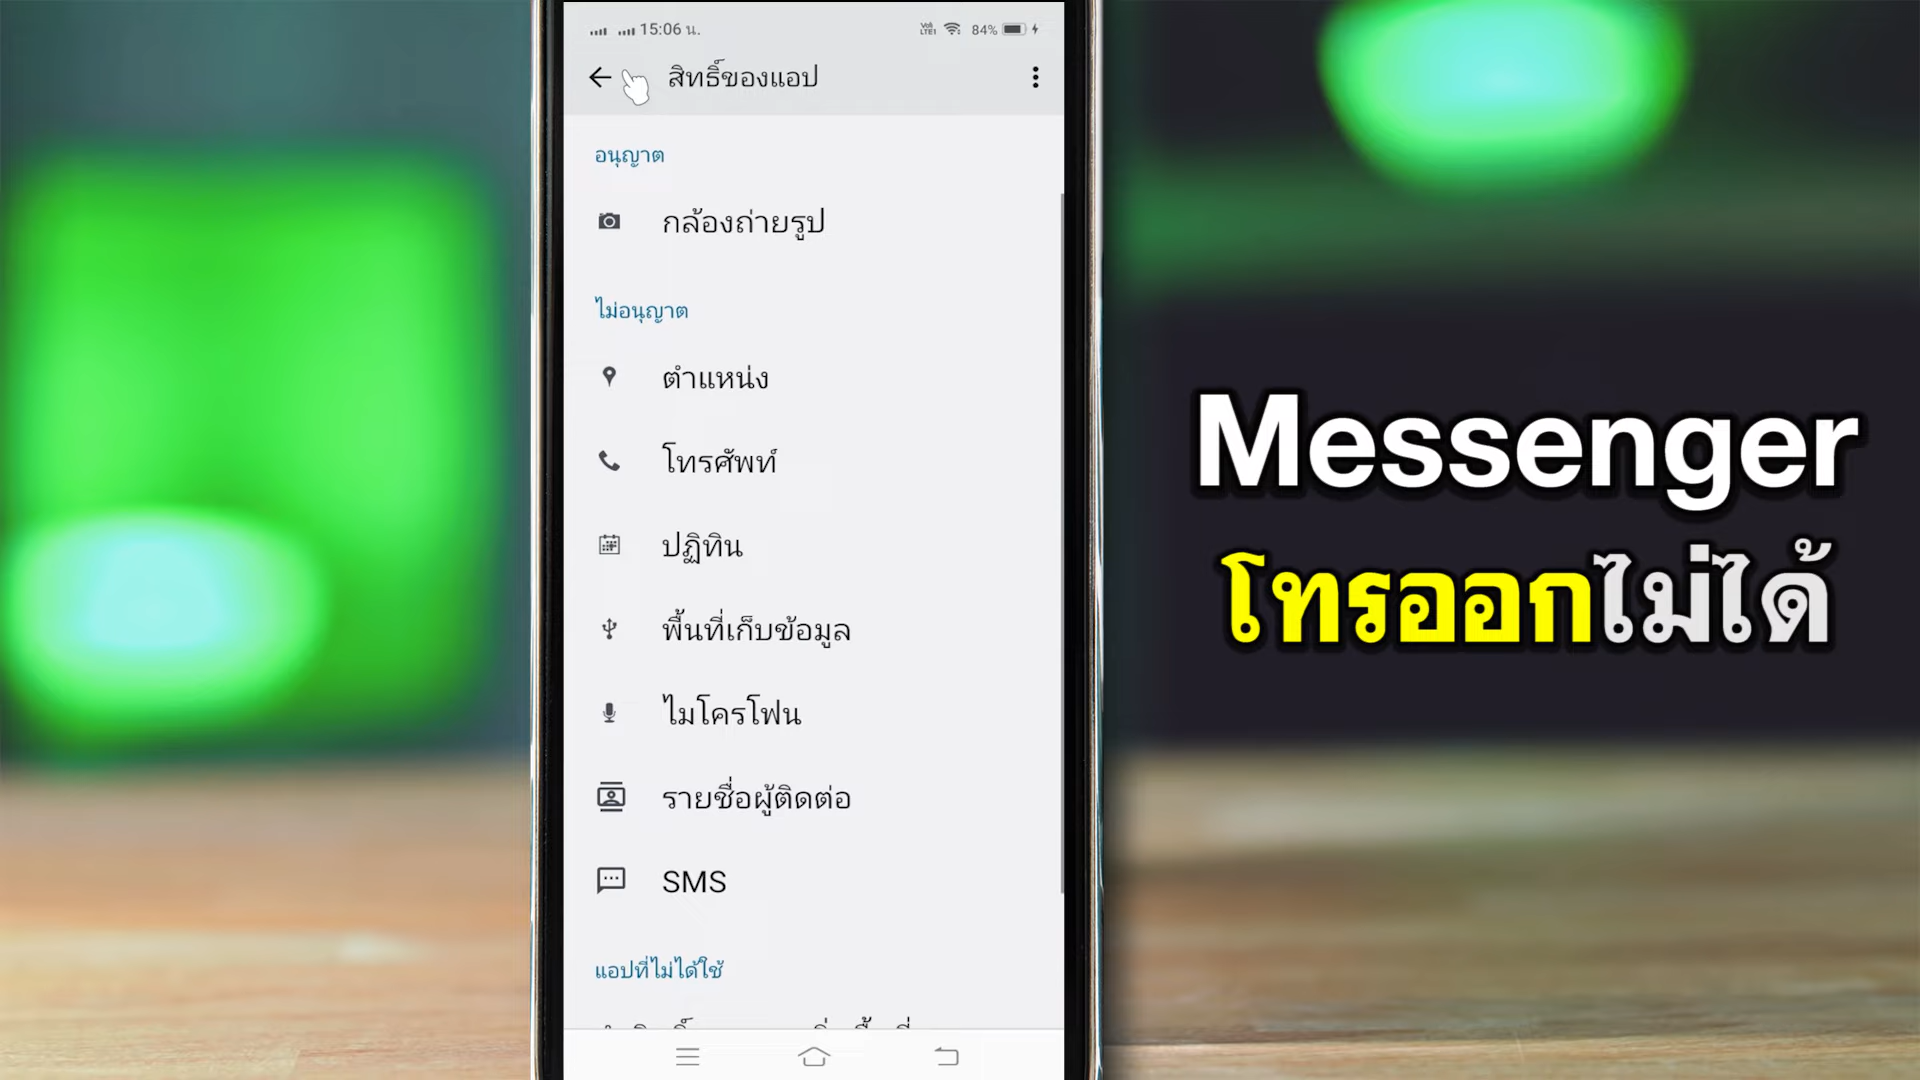 15:06 น.
84%
สิทธิ์ของแอป
อนุญาต
กล้องถ่ายรูป
ไม่อนุญาต
ตำแหน่ง
โทรศัพท์
ปฏิทิน
พื้นที่เก็บข้อมูล
ไมโครโฟน
รายชื่อผู้ติดต่อ
SMS
แอปที่ไม่ได้ใช้
Messenger
โทรออกไม่ได้